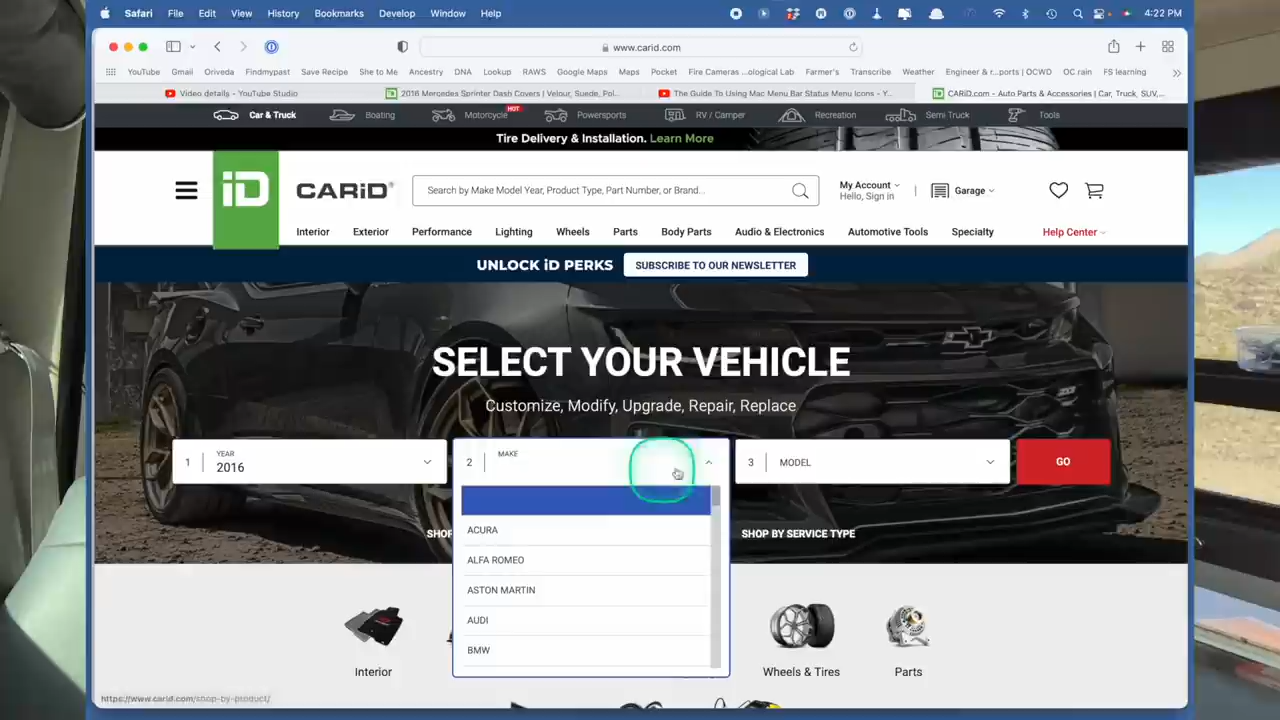 Safari File Edit View History Bookmarks Develop Window Help 4:22 PM
www.carid.com
YouTube Gmail Oriveda Findmypast Save Recipe She to Me Ancestry DNA Lookup RAWS Google Maps Maps Pocket Fire Cameras ...ological Lab Farmer's Transcribe Weather Engineer & r...ports | OCWD OC rain FS learning
Video details - YouTube Studio 2016 Mercedes Sprinter Dash Covers | Velour, Suede, Pol... The Guide To Using Mac Menu Bar Status Menu Icons - Y... CARiD.com - Auto Parts & Accessories | Car, Truck, SUV,...
Car & Truck Boating Motorcycle HOT Powersports RV / Camper Recreation Semi Truck Tools
Tire Delivery & Installation. Learn More
iD CARiD® Search by Make Model Year, Product Type, Part Number, or Brand... My Account Garage
Hello, Sign in
Interior Exterior Performance Lighting Wheels Parts Body Parts Audio & Electronics Automotive Tools Specialty Help Center
UNLOCK iD PERKS SUBSCRIBE TO OUR NEWSLETTER
SELECT YOUR VEHICLE
Customize, Modify, Upgrade, Repair, Replace
1 YEAR 2 MAKE 3 MODEL GO
2016
SHOP SHOP BY SERVICE TYPE
ACURA
ALFA ROMEO
ASTON MARTIN
AUDI
BMW
Interior Wheels & Tires Parts
https://www.carid.com/shop-by-product/